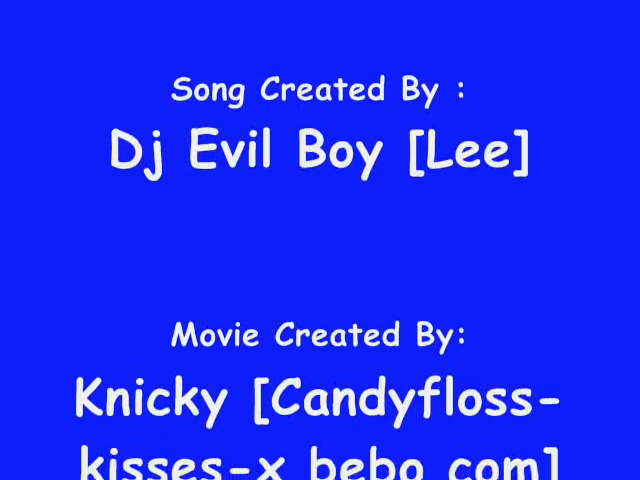 Song Created By :
Dj Evil Boy [Lee]
Movie Created By:
Knicky [Candyfloss-
kisses-x bebo com]